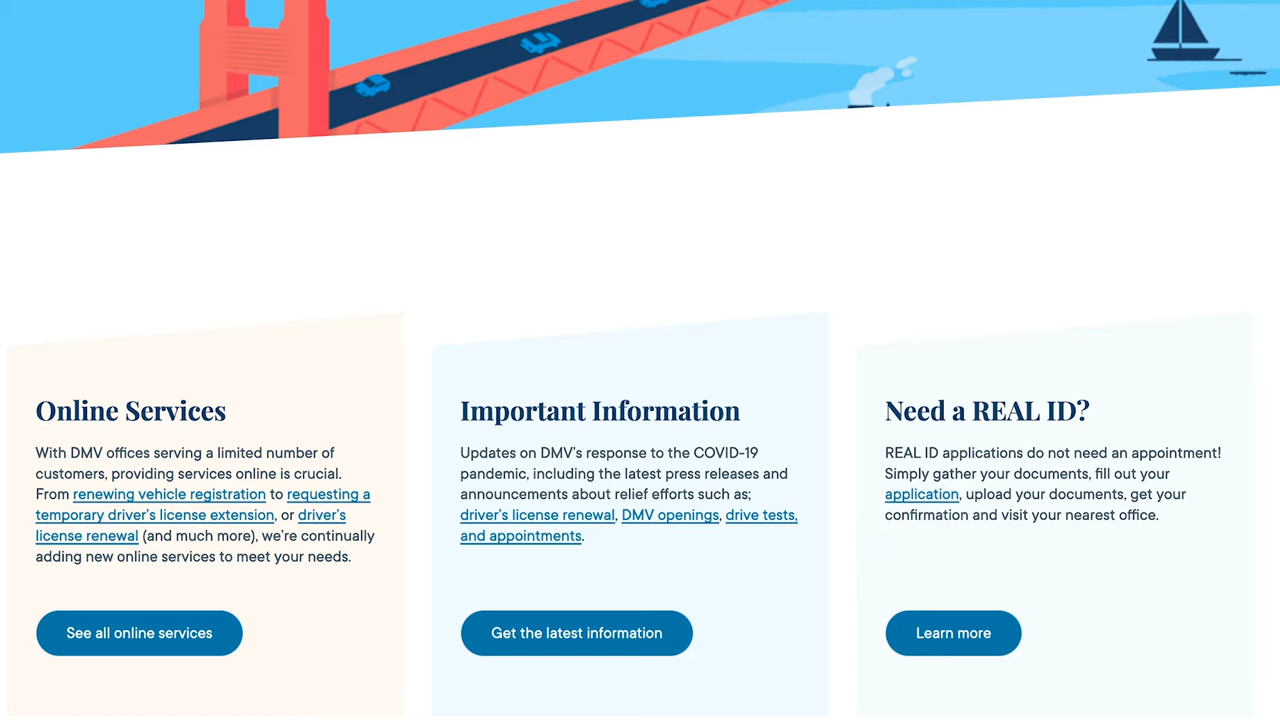 Online Services
With DMV offices serving a limited number of
customers, providing services online is crucial.
From renewing vehicle registration to requesting a
temporary driver's license extension, or driver's
license renewal (and much more), we're continually
adding new online services to meet your needs.
See all online services
Important Information
Updates on DMV's response to the COVID-19
pandemic, including the latest press releases and
announcements about relief efforts such as;
driver's license renewal, DMV openings, drive tests,
and appointments.
Get the latest information
Need a REAL ID?
REAL ID applications do not need an appointment!
Simply gather your documents, fill out your
application, upload your documents, get your
confirmation and visit your nearest office.
Learn more